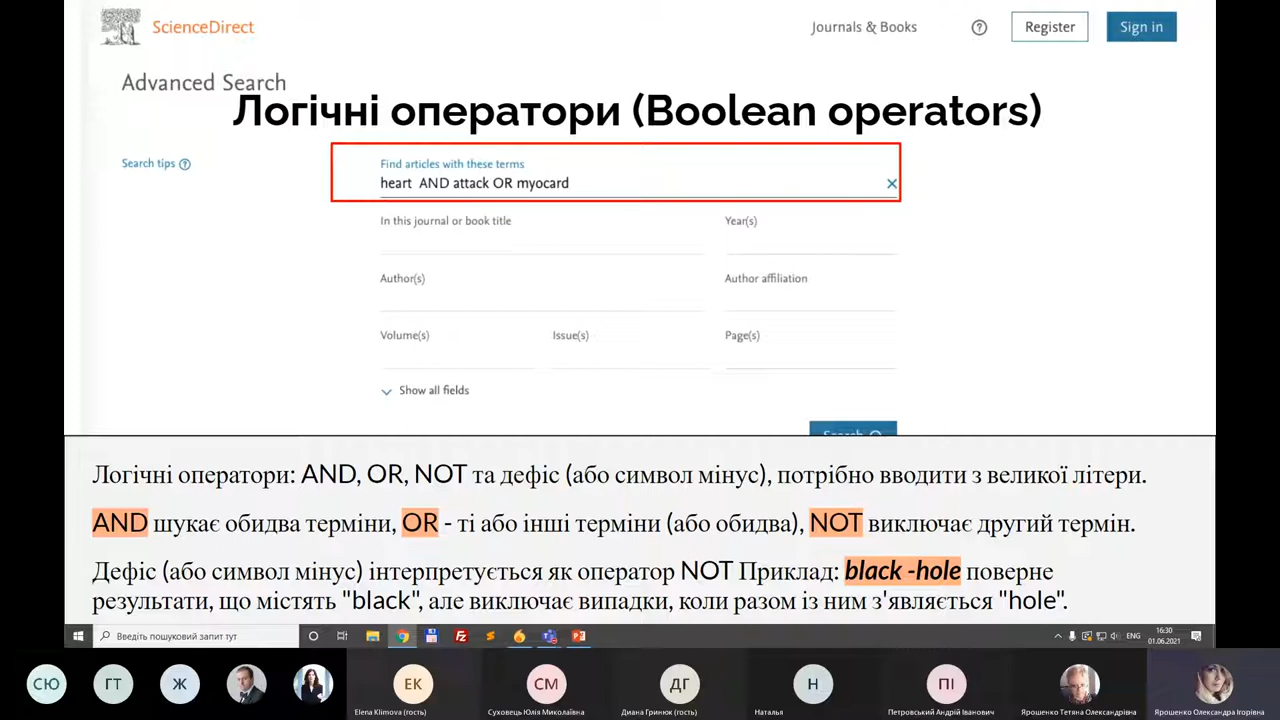 ScienceDirect
Journals & Books
?
Register
Sign in
Advanced Search
Логічні оператори (Boolean operators)
Search tips ?
Find articles with these terms
heart AND attack OR myocard
In this journal or book title
Year(s)
Author(s)
Author affiliation
Volume(s)
Issue(s)
Page(s)
Show all fields
Search
Логічні оператори: AND, OR, NOT та дефіс (або символ мінус), потрібно вводити з великої літери.
AND шукає обидва терміни, OR - ті або інші терміни (або обидва), NOT виключає другий термін.
Дефіс (або символ мінус) інтерпретується як оператор NOT Приклад: black -hole поверне
результати, що містять "black", але виключає випадки, коли разом із ним з'являється "hole".
Введіть пошуковий запит тут
ENG
16:30
01.06.2021
СЮ
ГТ
Ж
ЕК
СМ
ДГ
Н
ПІ
Elena Klimova (гость)
Суховець Юлія Миколаївна
Диана Гринюк (гость)
Наталья
Петровський Андрій Іванович
Ярошенко Тетяна Олександрівна
Ярошенко Олександра Ігорівна